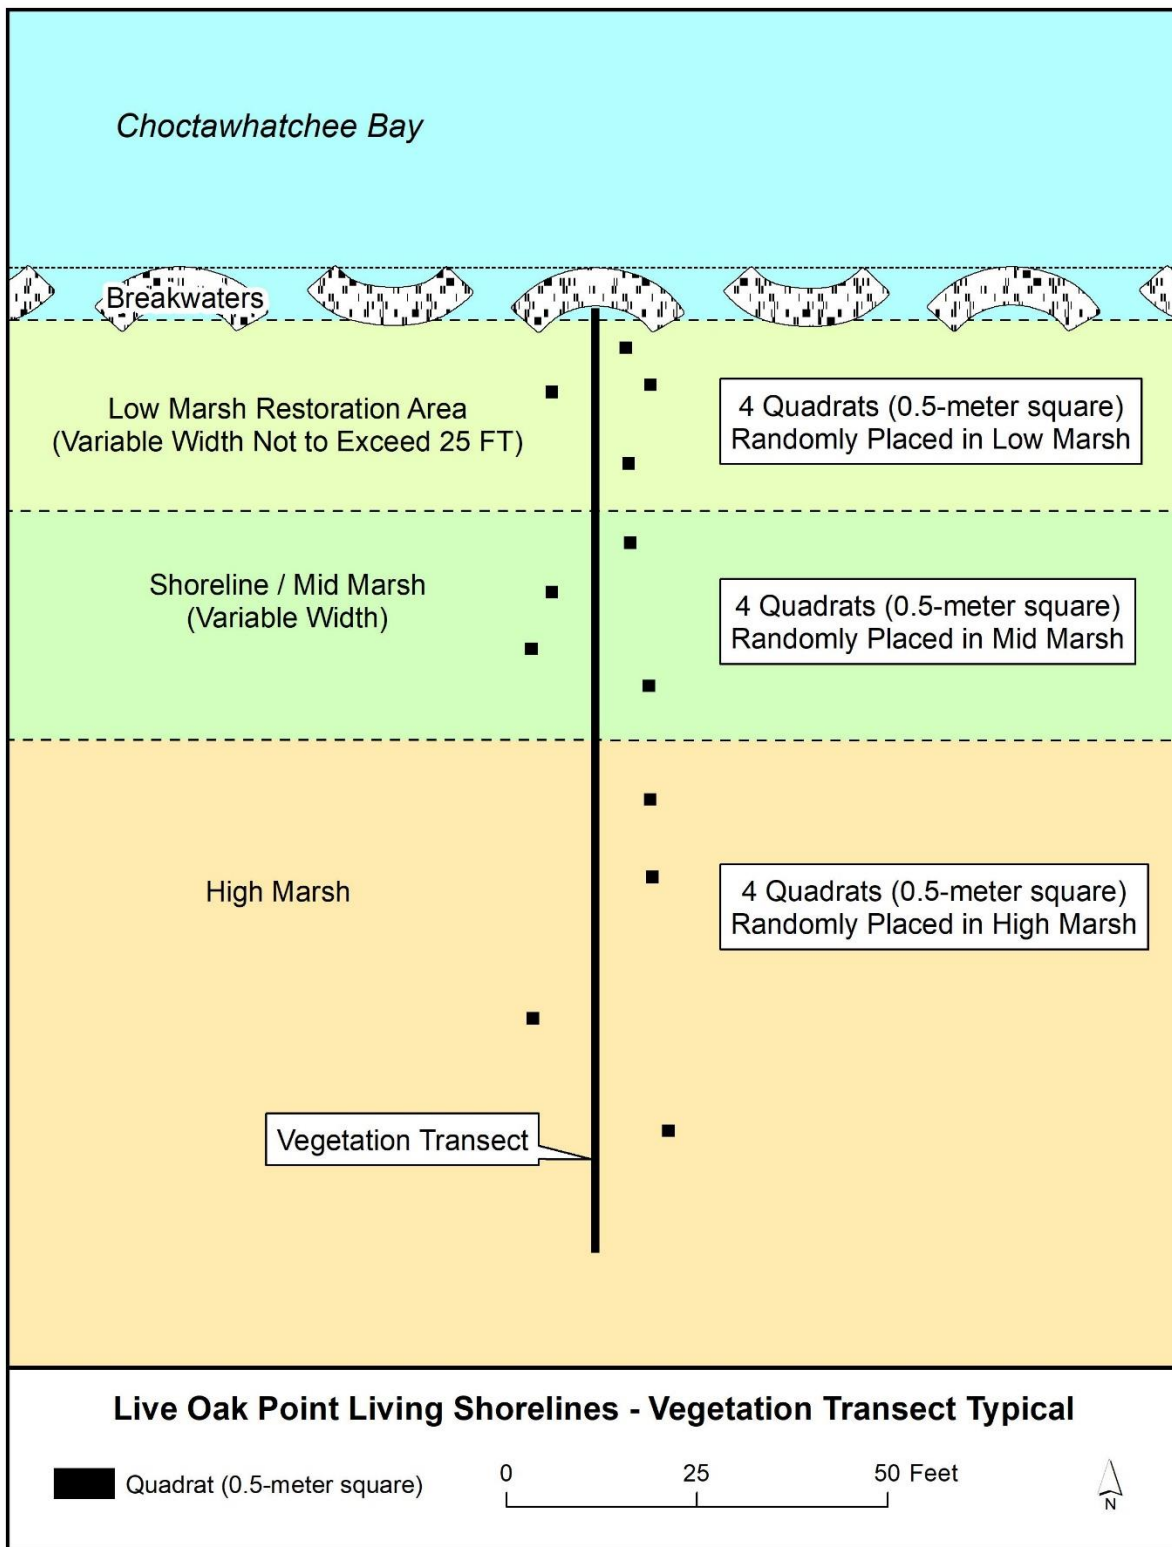 Choctawhatchee Bay
Breakwaters
Low Marsh Restoration Area
(Variable Width Not to Exceed 25 FT)
4 Quadrats (0.5-meter square)
Randomly Placed in Low Marsh
Shoreline / Mid Marsh
(Variable Width)
4 Quadrats (0.5-meter square)
Randomly Placed in Mid Marsh
High Marsh
4 Quadrats (0.5-meter square)
Randomly Placed in High Marsh
Vegetation Transect
Live Oak Point Living Shorelines - Vegetation Transect Typical
Quadrat (0.5-meter square)
0 25 50 Feet
N